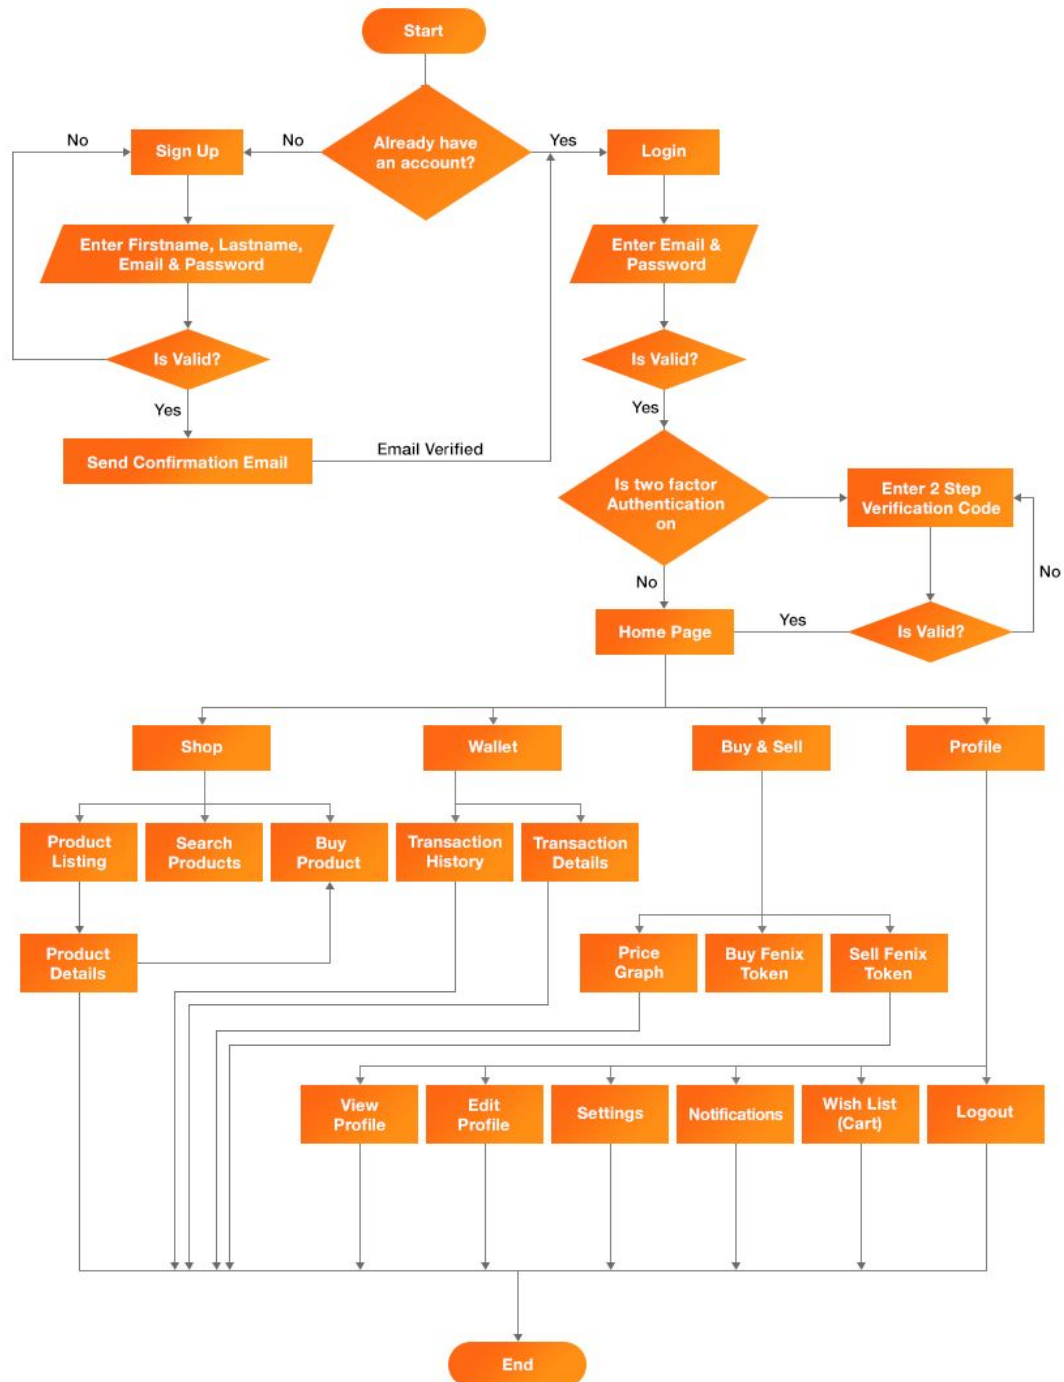 Start
Already have
an account?
No
Sign Up
No
Yes
Login
Enter Firstname, Lastname,
Email & Password
Enter Email &
Password
Is Valid?
Is Valid?
Yes
Yes
Send Confirmation Email
Email Verified
Is two factor
Authentication
on
Enter 2 Step
Verification Code
No
No
Home Page
Yes
Is Valid?
Shop
Wallet
Buy & Sell
Profile
Product
Listing
Search
Products
Buy
Product
Transaction
History
Transaction
Details
Product
Details
Price
Graph
Buy Fenix
Token
Sell Fenix
Token
View
Profile
Edit
Profile
Settings
Notifications
Wish List
(Cart)
Logout
End